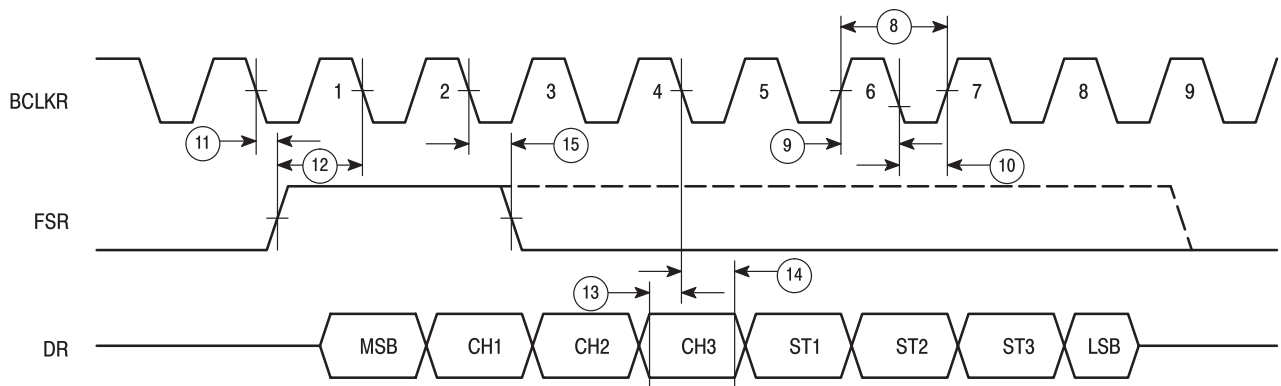 8
BCLKR 1 2 3 4 5 6 7 8 9
11 12 15 9 10
FSR
13 14
DR MSB CH1 CH2 CH3 ST1 ST2 ST3 LSB